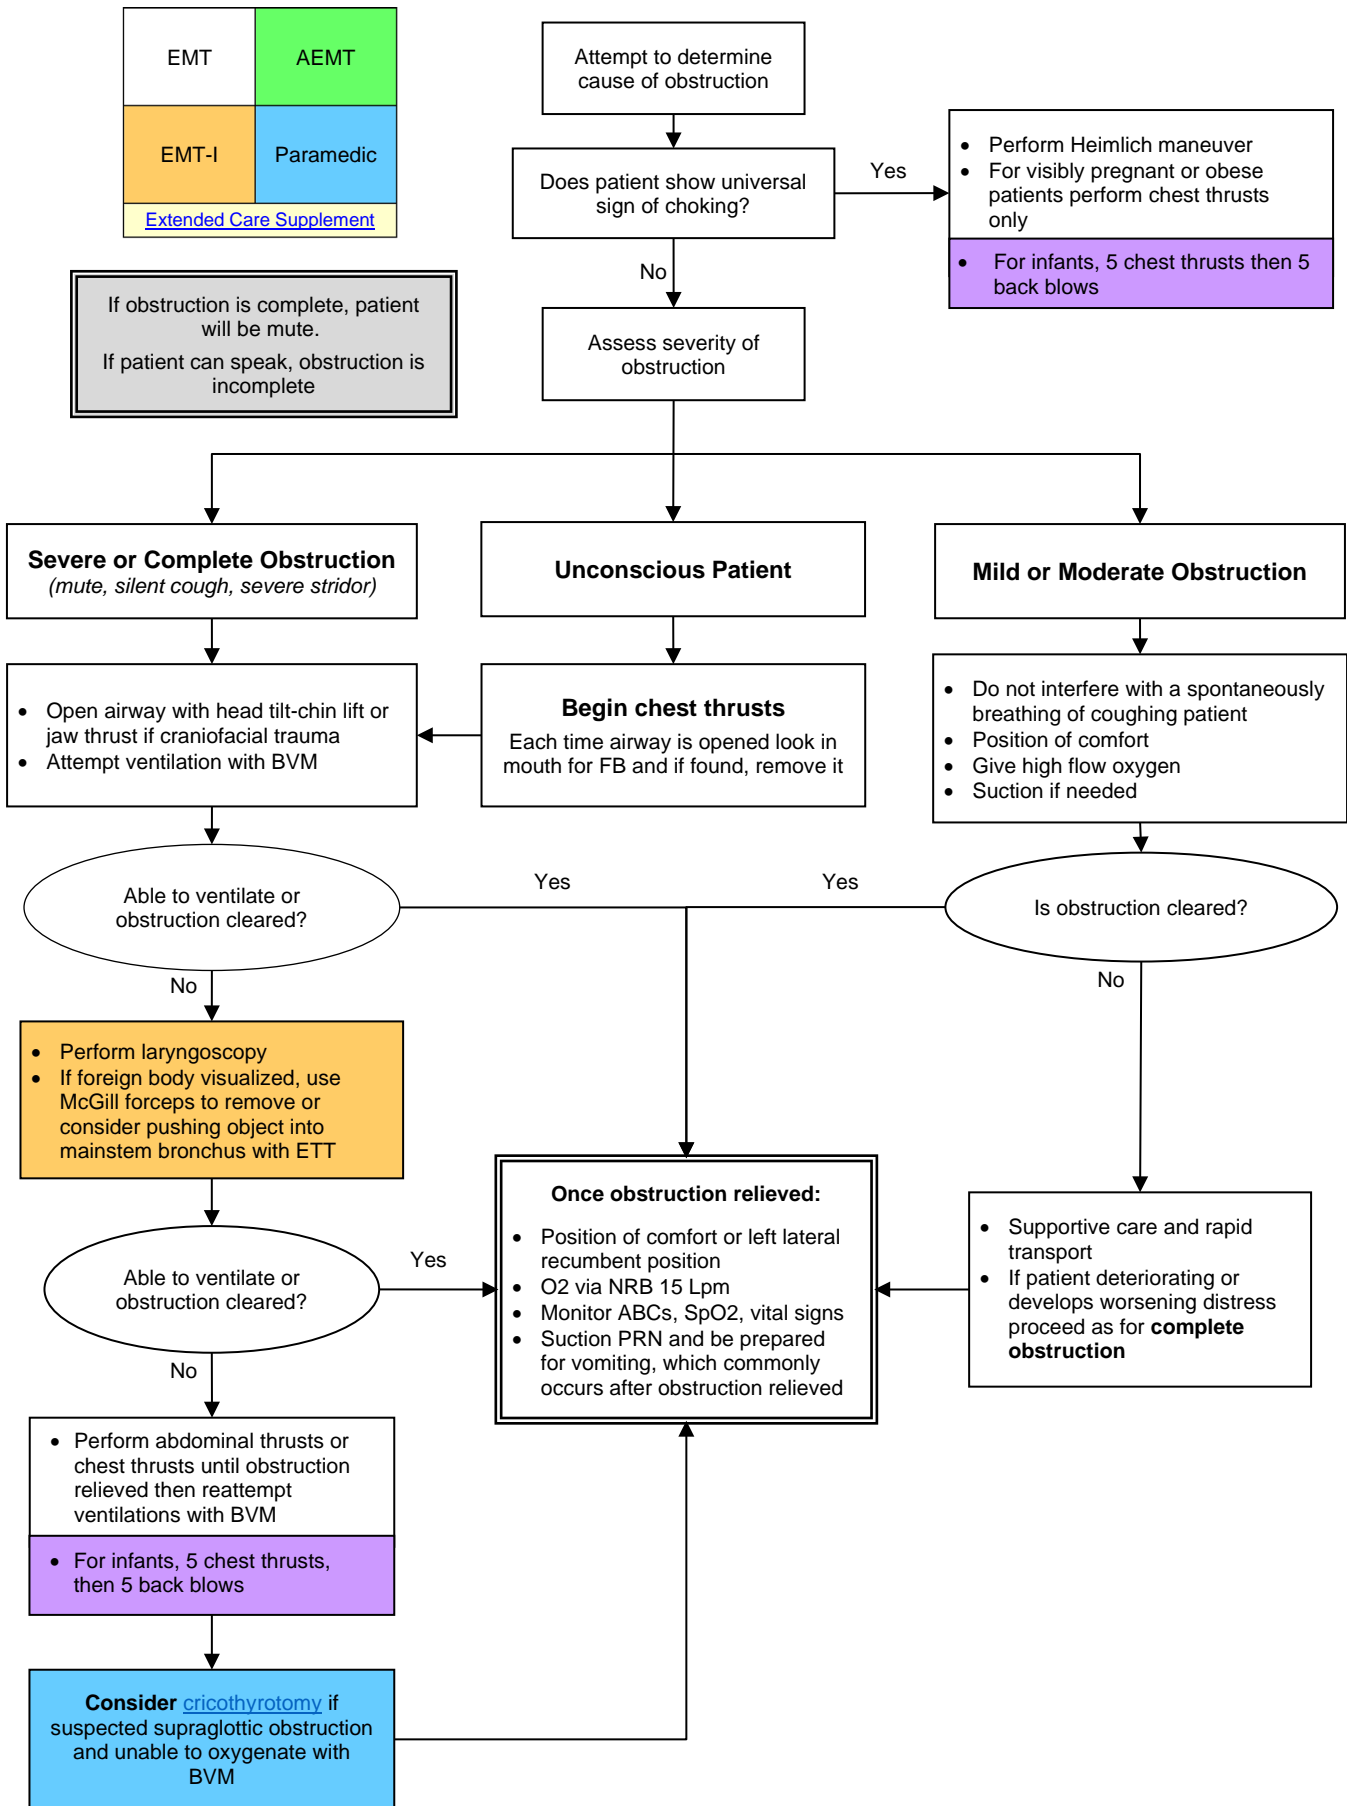 EMT
AEMT
EMT-I
Paramedic
Extended Care Supplement
If obstruction is complete, patient
will be mute.
If patient can speak, obstruction is
incomplete
Attempt to determine
cause of obstruction
Does patient show universal
sign of choking?
Yes
• Perform Heimlich maneuver
• For visibly pregnant or obese
patients perform chest thrusts
only
• For infants, 5 chest thrusts then 5
back blows
No
Assess severity of
obstruction
Severe or Complete Obstruction
(mute, silent cough, severe stridor)
Unconscious Patient
Mild or Moderate Obstruction
• Open airway with head tilt-chin lift or
jaw thrust if craniofacial trauma
• Attempt ventilation with BVM
Begin chest thrusts
Each time airway is opened look in
mouth for FB and if found, remove it
• Do not interfere with a spontaneously
breathing of coughing patient
• Position of comfort
• Give high flow oxygen
• Suction if needed
Able to ventilate or
obstruction cleared?
Yes
Yes
Is obstruction cleared?
No
No
• Perform laryngoscopy
• If foreign body visualized, use
McGill forceps to remove or
consider pushing object into
mainstem bronchus with ETT
Able to ventilate or
obstruction cleared?
Yes
Once obstruction relieved:
• Position of comfort or left lateral
recumbent position
• O2 via NRB 15 Lpm
• Monitor ABCs, SpO2, vital signs
• Suction PRN and be prepared
for vomiting, which commonly
occurs after obstruction relieved
• Supportive care and rapid
transport
• If patient deteriorating or
develops worsening distress
proceed as for complete
obstruction
No
• Perform abdominal thrusts or
chest thrusts until obstruction
relieved then reattempt
ventilations with BVM
• For infants, 5 chest thrusts,
then 5 back blows
Consider cricothyrotomy if
suspected supraglottic obstruction
and unable to oxygenate with
BVM